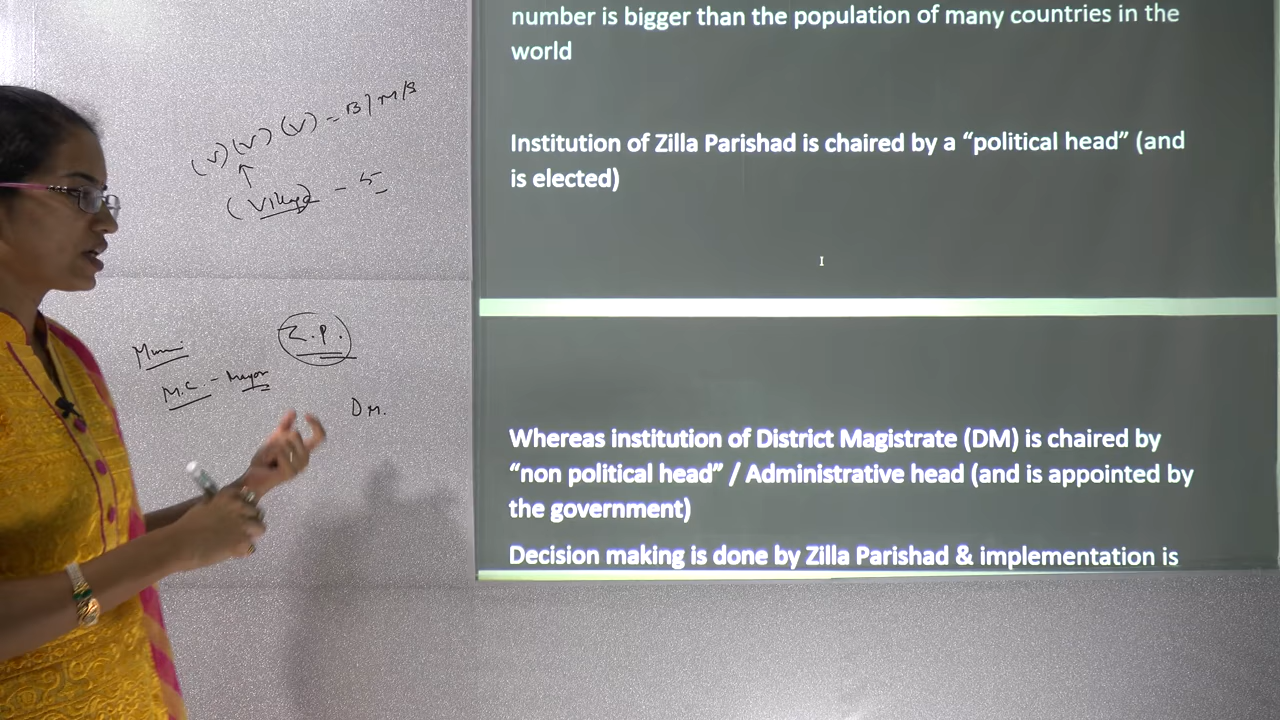 (V) (V) (V) = B/M/B
(Village - 5
Z.P.
M.C. - Mayor
DM.
number is bigger than the population of many countries in the
world
Institution of Zilla Parishad is chaired by a “political head” (and
is elected)
Whereas institution of District Magistrate (DM) is chaired by
“non political head” / Administrative head (and is appointed by
the government)
Decision making is done by Zilla Parishad & implementation is